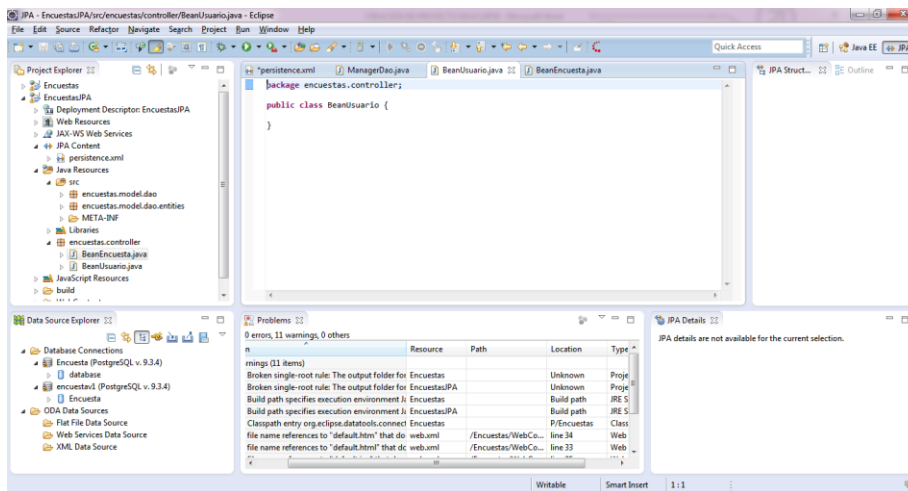 JPA - EncuestasJPA/src/encuestas/controller/BeanUsuario.java - Eclipse
File Edit Source Refactor Navigate Search Project Run Window Help
Quick Access
Java EE
JPA
Project Explorer
Encuestas
EncuestasJPA
Deployment Descriptor: EncuestasJPA
Web Resources
JAX-WS Web Services
JPA Content
persistence.xml
Java Resources
src
encuestas.model.dao
encuestas.model.dao.entities
META-INF
Libraries
encuestas.controller
BeanEncuesta.java
BeanUsuario.java
JavaScript Resources
build
*persistence.xml ManagerDao.java BeanUsuario.java BeanEncuesta.java
package encuestas.controller;
public class BeanUsuario {
}
JPA Struct... Outline
Data Source Explorer
Database Connections
Encuesta (PostgreSQL v. 9.3.4)
database
encuestav1 (PostgreSQL v. 9.3.4)
Encuesta
ODA Data Sources
Flat File Data Source
Web Services Data Source
XML Data Source
Problems
0 errors, 11 warnings, 0 others
n Resource Path Location Type
rnings (11 items)
Broken single-root rule: The output folder for Encuestas Unknown Proje
Broken single-root rule: The output folder for EncuestasJPA Unknown Proje
Build path specifies execution environment Ja Encuestas Build path JRE S
Build path specifies execution environment Ja EncuestasJPA Build path JRE S
Classpath entry org.eclipse.datatools.connect Encuestas P/Encuestas Class
file name references to "default.htm" that do web.xml /Encuestas/WebCo... line 34 Web
file name references to "default.html" that dc web.xml /Encuestas/WebCo... line 33 Web
JPA Details
JPA details are not available for the current selection.
Writable Smart Insert 1:1